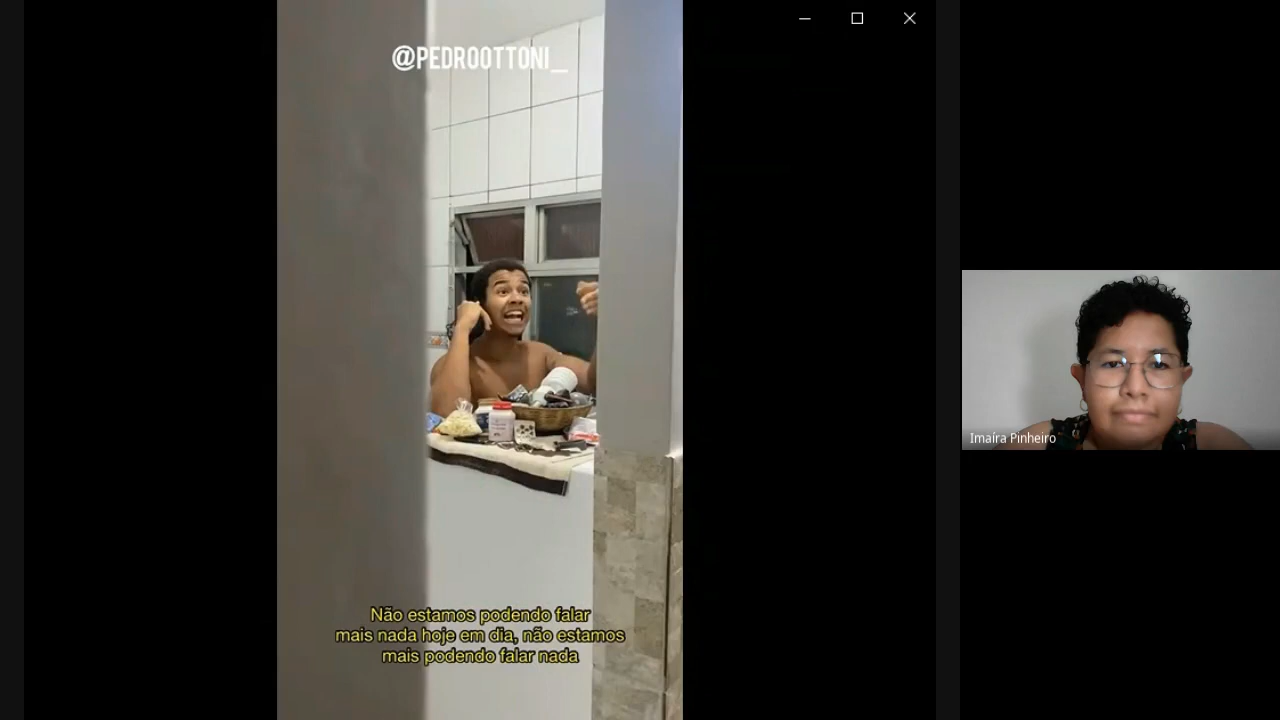 @PEDROOTTONI_
Não estamos podendo falar
mais nada hoje em dia, não estamos
mais podendo falar nada
Imaíra Pinheiro